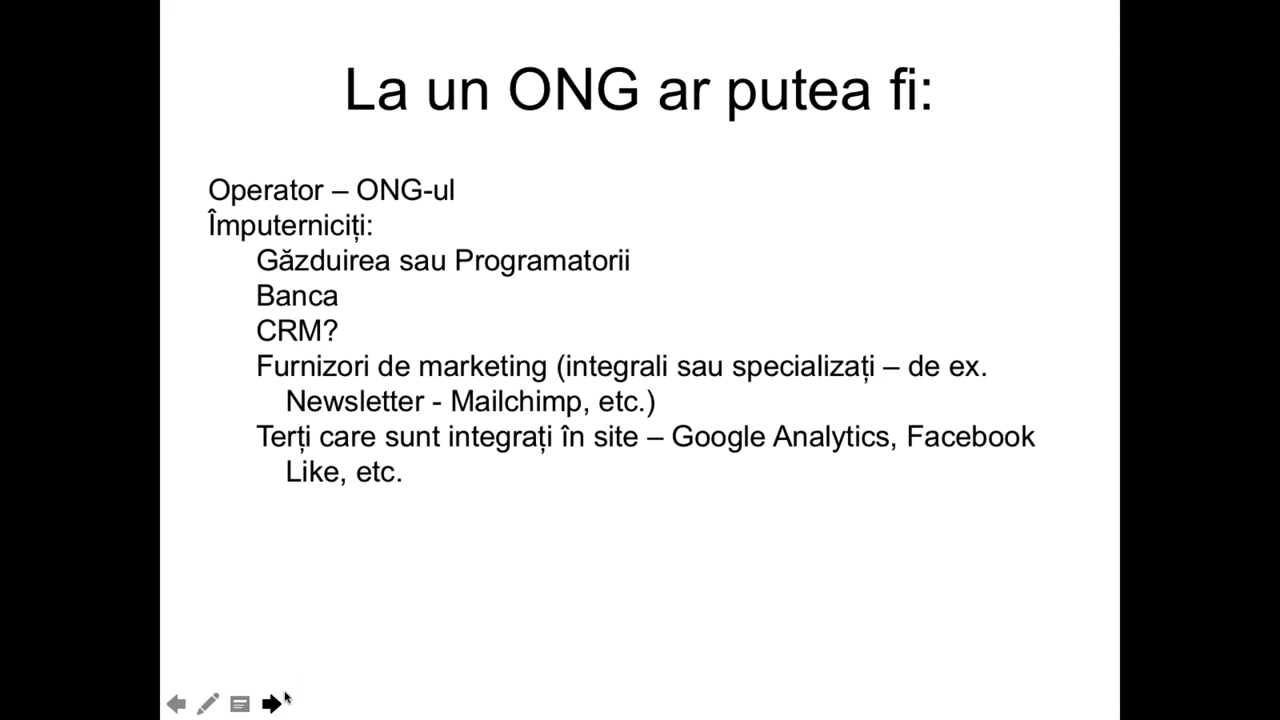 La un ONG ar putea fi:
Operator – ONG-ul
Împuterniciți:
Găzduirea sau Programatorii
Banca
CRM?
Furnizori de marketing (integrali sau specializați – de ex.
Newsletter - Mailchimp, etc.)
Terți care sunt integrați în site – Google Analytics, Facebook
Like, etc.